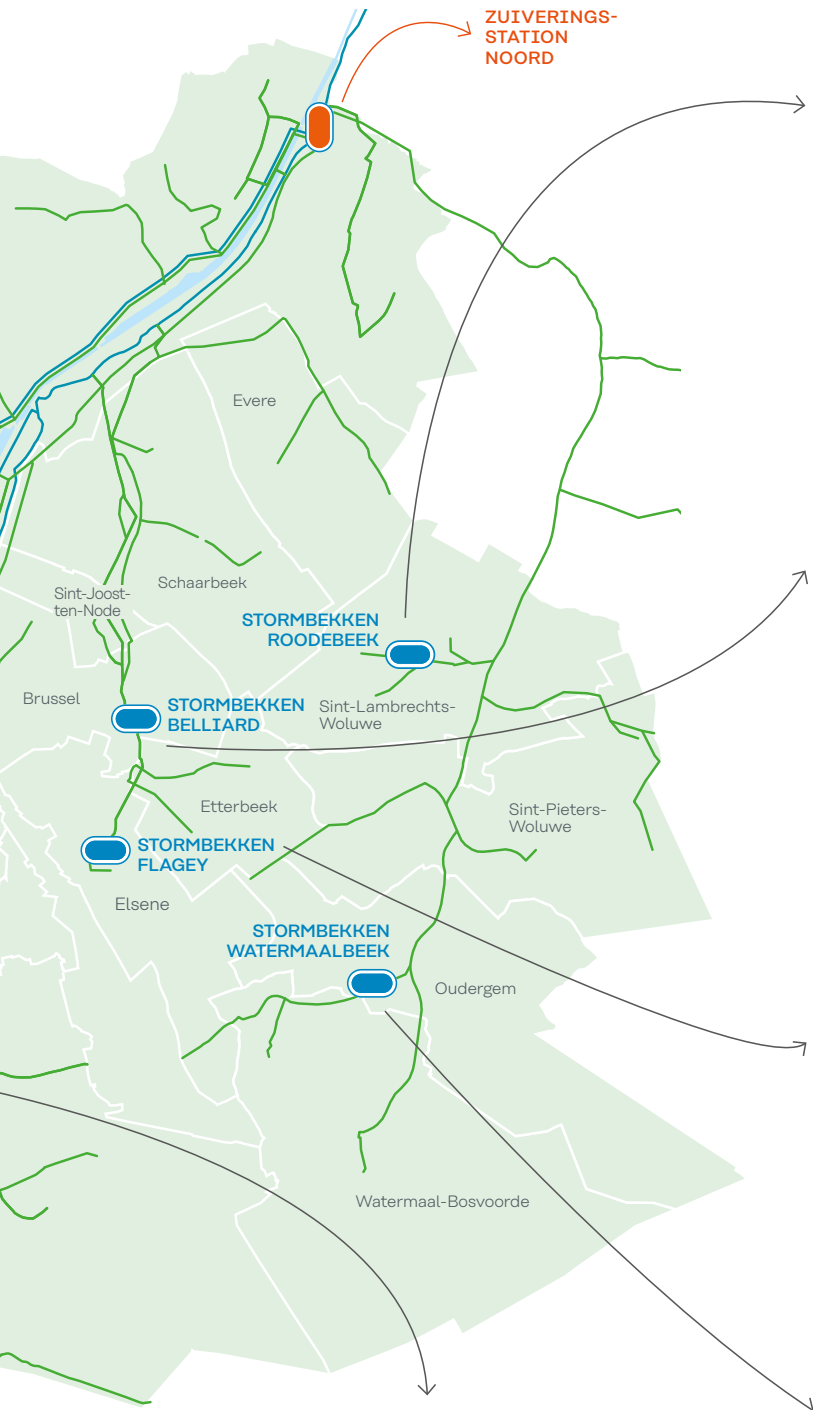 ZUIVERINGS-
STATION
NOORD
Evere
Schaarbeek
Sint-Joost-
ten-Node
STORMBEKKEN
ROODEBEEK
Brussel
STORMBEKKEN
BELLIARD
Sint-Lambrechts-
Woluwe
Etterbeek
Sint-Pieters-
Woluwe
STORMBEKKEN
FLAGEY
Elsene
STORMBEKKEN
WATERMAALBEEK
Oudergem
Watermaal-Bosvoorde